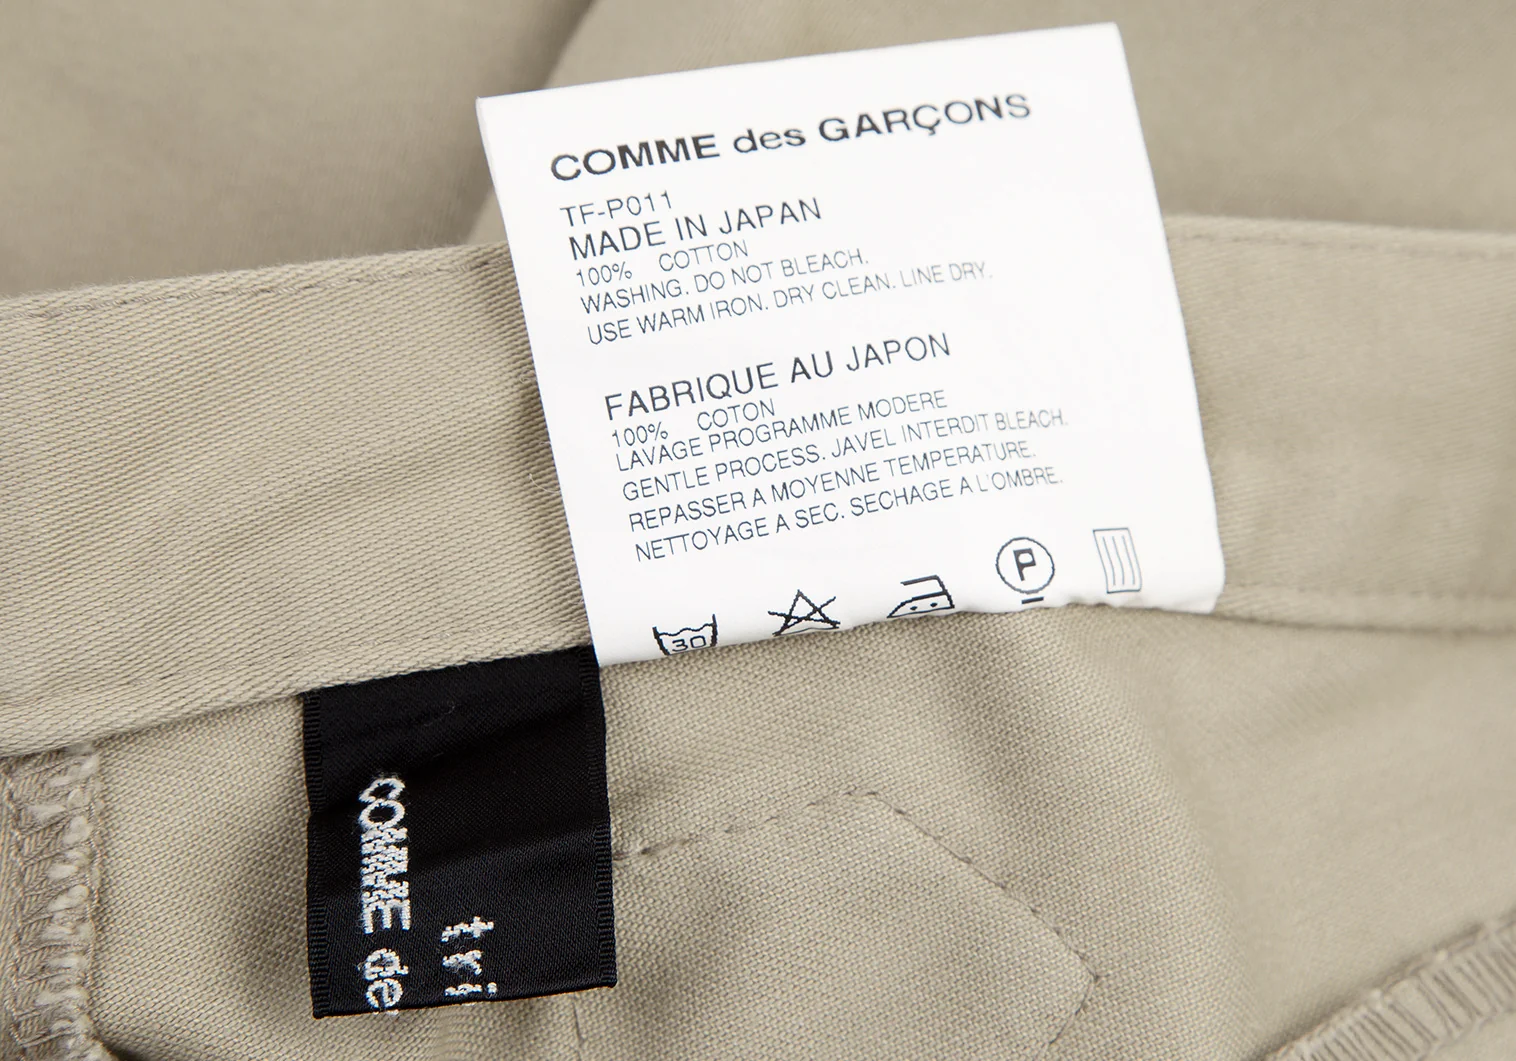 COMME des GARÇONS
TF-P011
MADE IN JAPAN
100% COTTON
WASHING. DO NOT BLEACH.
USE WARM IRON. DRY CLEAN. LINE DRY.
FABRIQUE AU JAPON
100% COTON
LAVAGE PROGRAMME MODERE
GENTLE PROCESS. JAVEL INTERDIT BLEACH.
REPASSER A MOYENNE TEMPERATURE.
NETTOYAGE A SEC. SECHAGE A L'OMBRE.
30
P
COMME de
tri